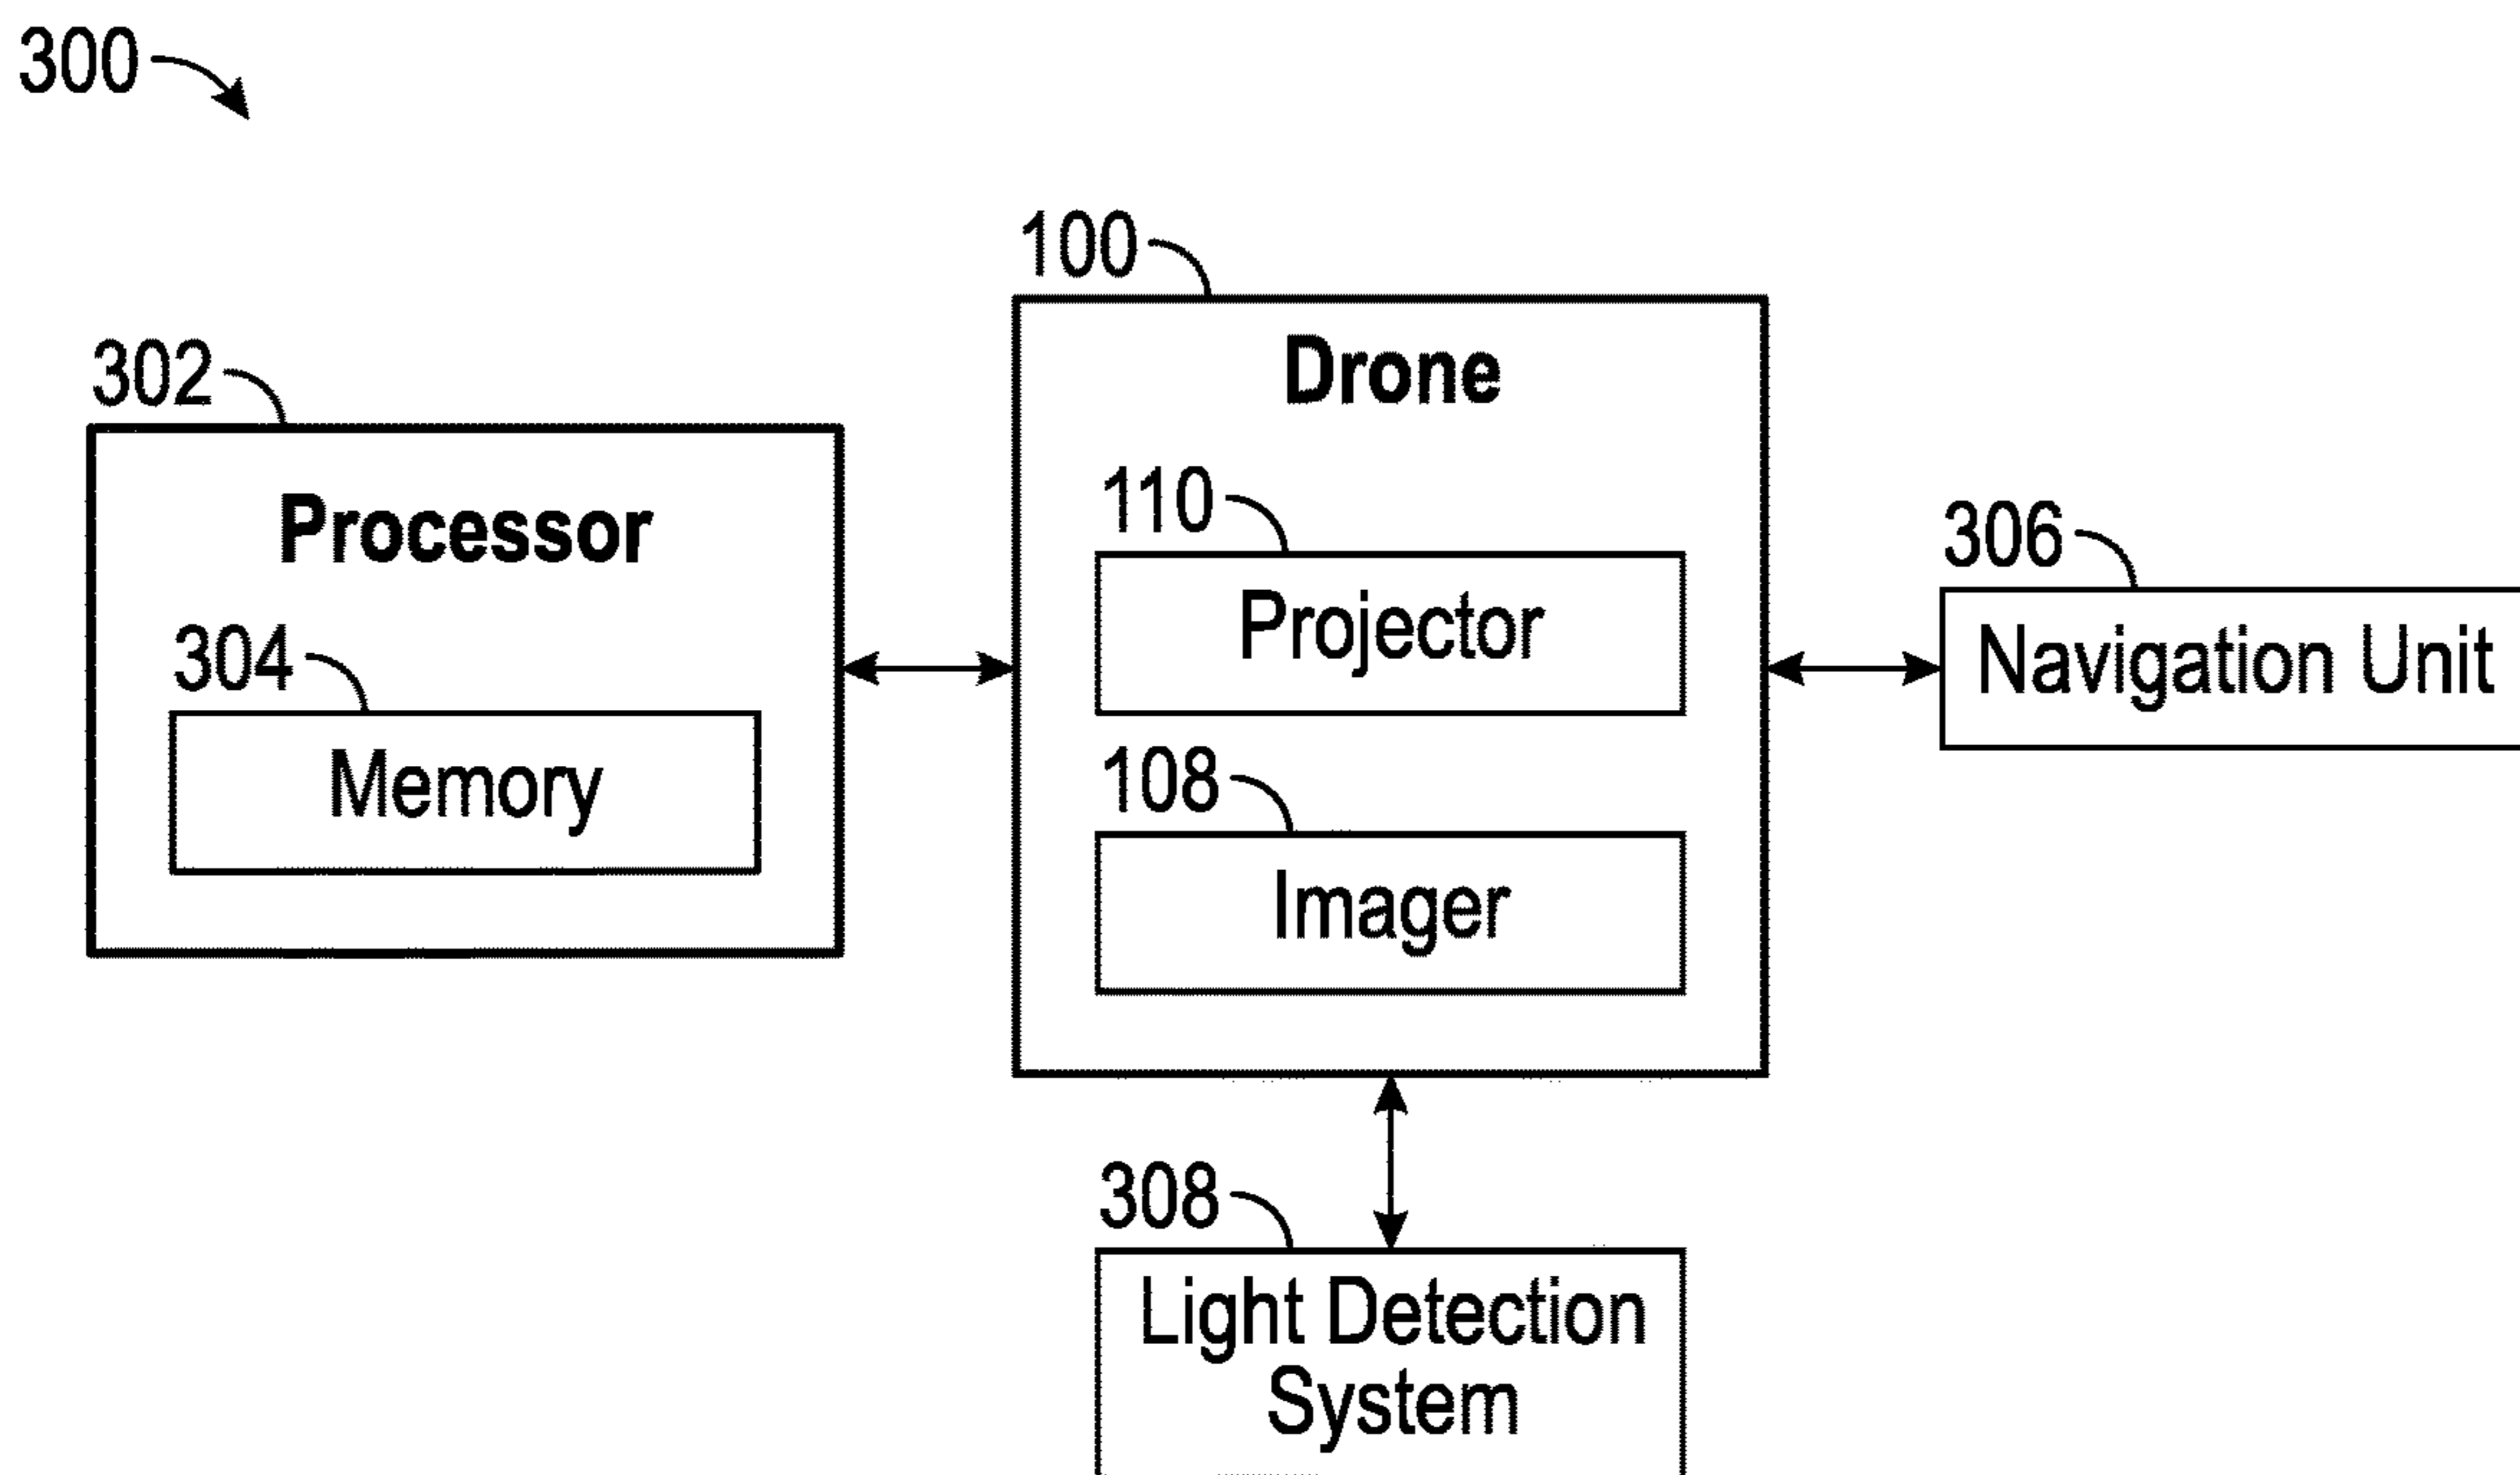 300
100
Drone
302
Processor
110
Projector
306
Navigation Unit
304
Memory
108
Imager
308
Light Detection
System